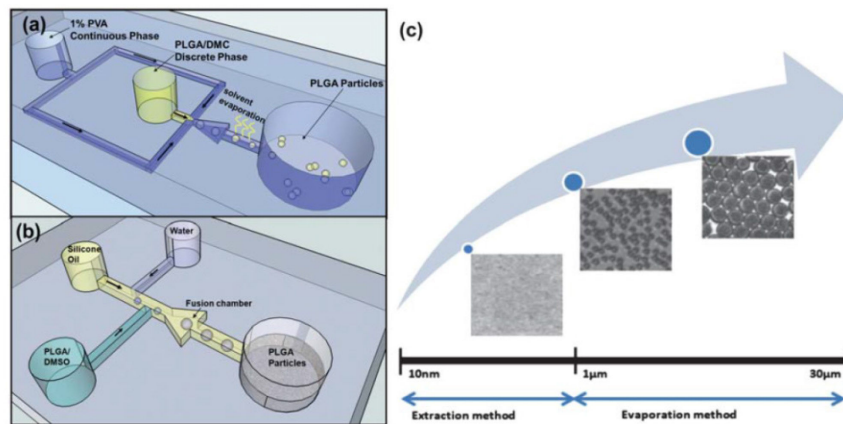 (a)
1% PVA
Continuous Phase
PLGA/DMC
Discrete Phase
solvent
evaporation
PLGA Particles
(b)
Silicone
Oil
Water
Fusion chamber
PLGA/
DMSO
PLGA
Particles
(c)
10nm
1μm
30μm
Extraction method
Evaporation method